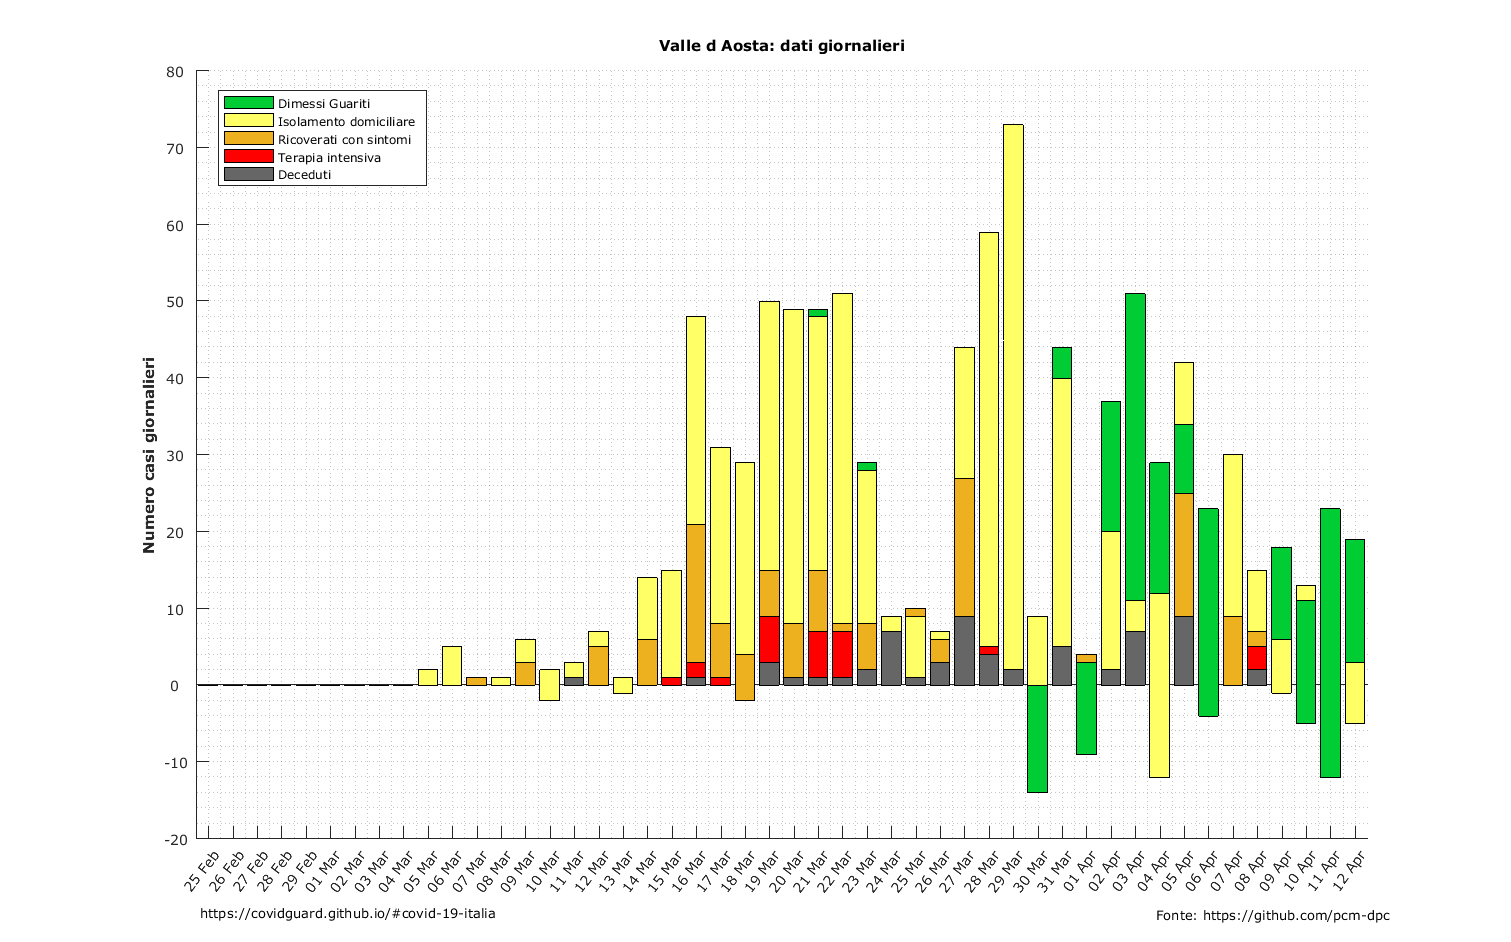 Valle d Aosta: dati giornalieri
80
70
60
50
40
30
20
10
0
-10
-20
Numero casi giornalieri
Dimessi Guariti
Isolamento domiciliare
Ricoverati con sintomi
Terapia intensiva
Deceduti
25 Feb
26 Feb
27 Feb
28 Feb
29 Feb
01 Mar
02 Mar
03 Mar
04 Mar
05 Mar
06 Mar
07 Mar
08 Mar
09 Mar
10 Mar
11 Mar
12 Mar
13 Mar
14 Mar
15 Mar
16 Mar
17 Mar
18 Mar
19 Mar
20 Mar
21 Mar
22 Mar
23 Mar
24 Mar
25 Mar
26 Mar
27 Mar
28 Mar
29 Mar
30 Mar
31 Mar
01 Apr
02 Apr
03 Apr
04 Apr
05 Apr
06 Apr
07 Apr
08 Apr
09 Apr
10 Apr
11 Apr
12 Apr
https://covidguard.github.io/#covid-19-italia
Fonte: https://github.com/pcm-dpc